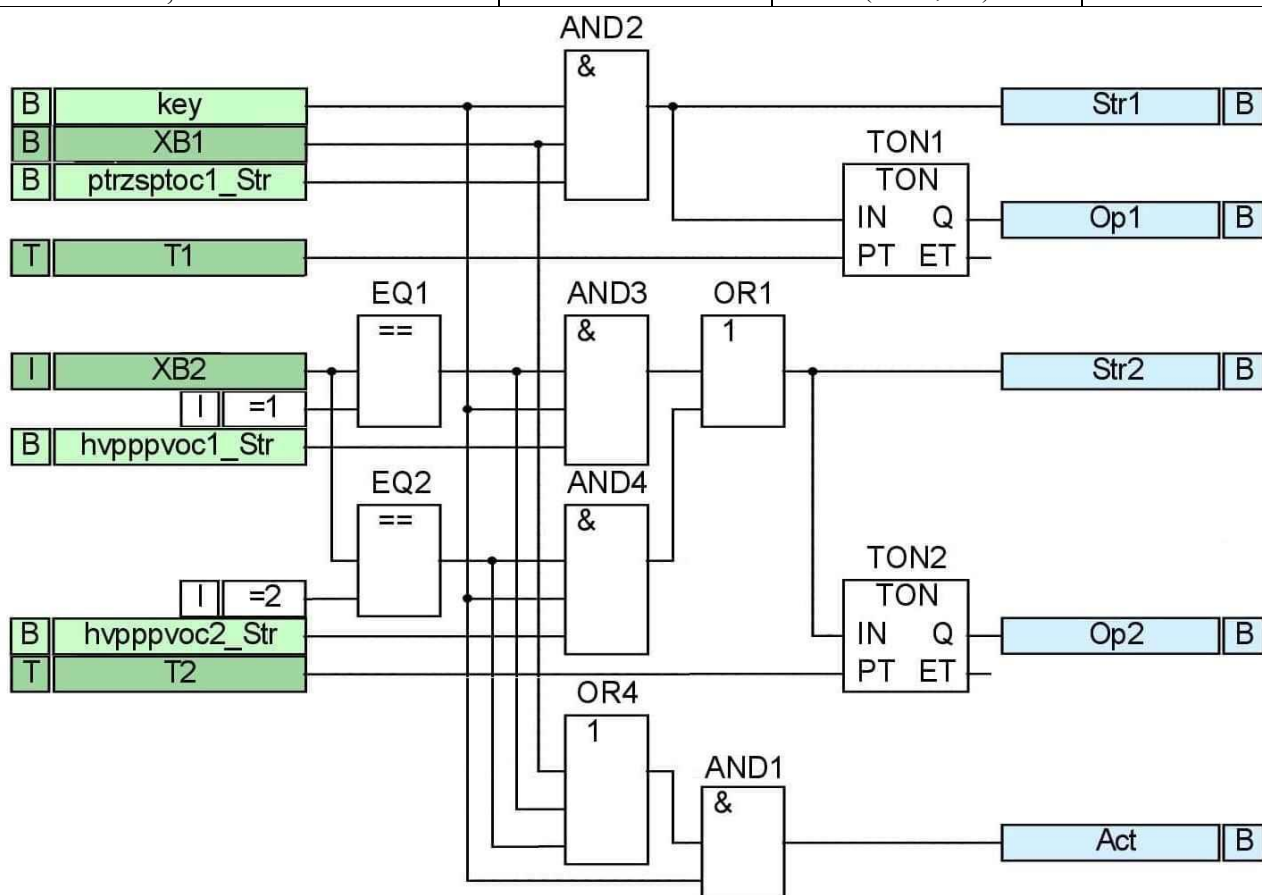 AND2
&
B key Str1 B
B XB1 TON1
B ptrzsptoc1_Str TON
IN Q Op1 B
T T1 PT ET
EQ1 AND3 OR1
== & 1
I XB2 Str2 B
I =1
B hvpppvoc1_Str
EQ2 AND4
== &
TON2
I =2 TON
B hvpppvoc2_Str IN Q Op2 B
T T2 PT ET
OR4
1
AND1
&
Act B